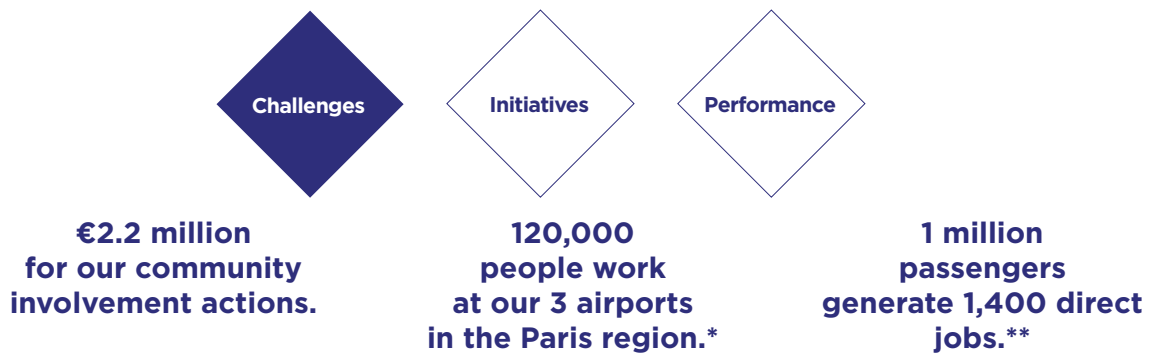 Challenges
Initiatives
Performance
€2.2 million
for our community
involvement actions.
120,000
people work
at our 3 airports
in the Paris region.*
1 million
passengers
generate 1,400 direct
jobs.**